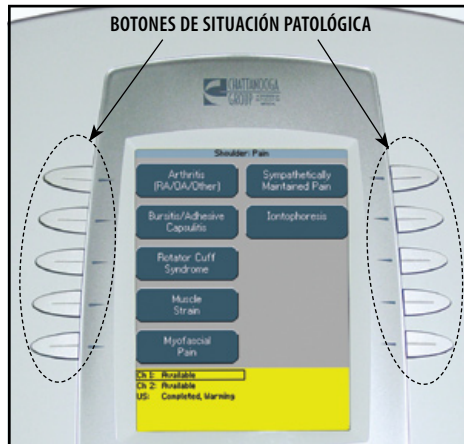 BOTONES DE SITUACIÓN PATOLÓGICA
CHATTANOOGA
GROUP
Shoulder: Pain
Arthritis
(RA/OA/Other)
Sympathetically
Maintained Pain
Bursitis/Adhesive
Capsulitis
Iontophoresis
Rotator Cuff
Syndrome
Muscle
Strain
Myofascial
Pain
Ch 1: Available
Ch 2: Available
US: Completed, Warning